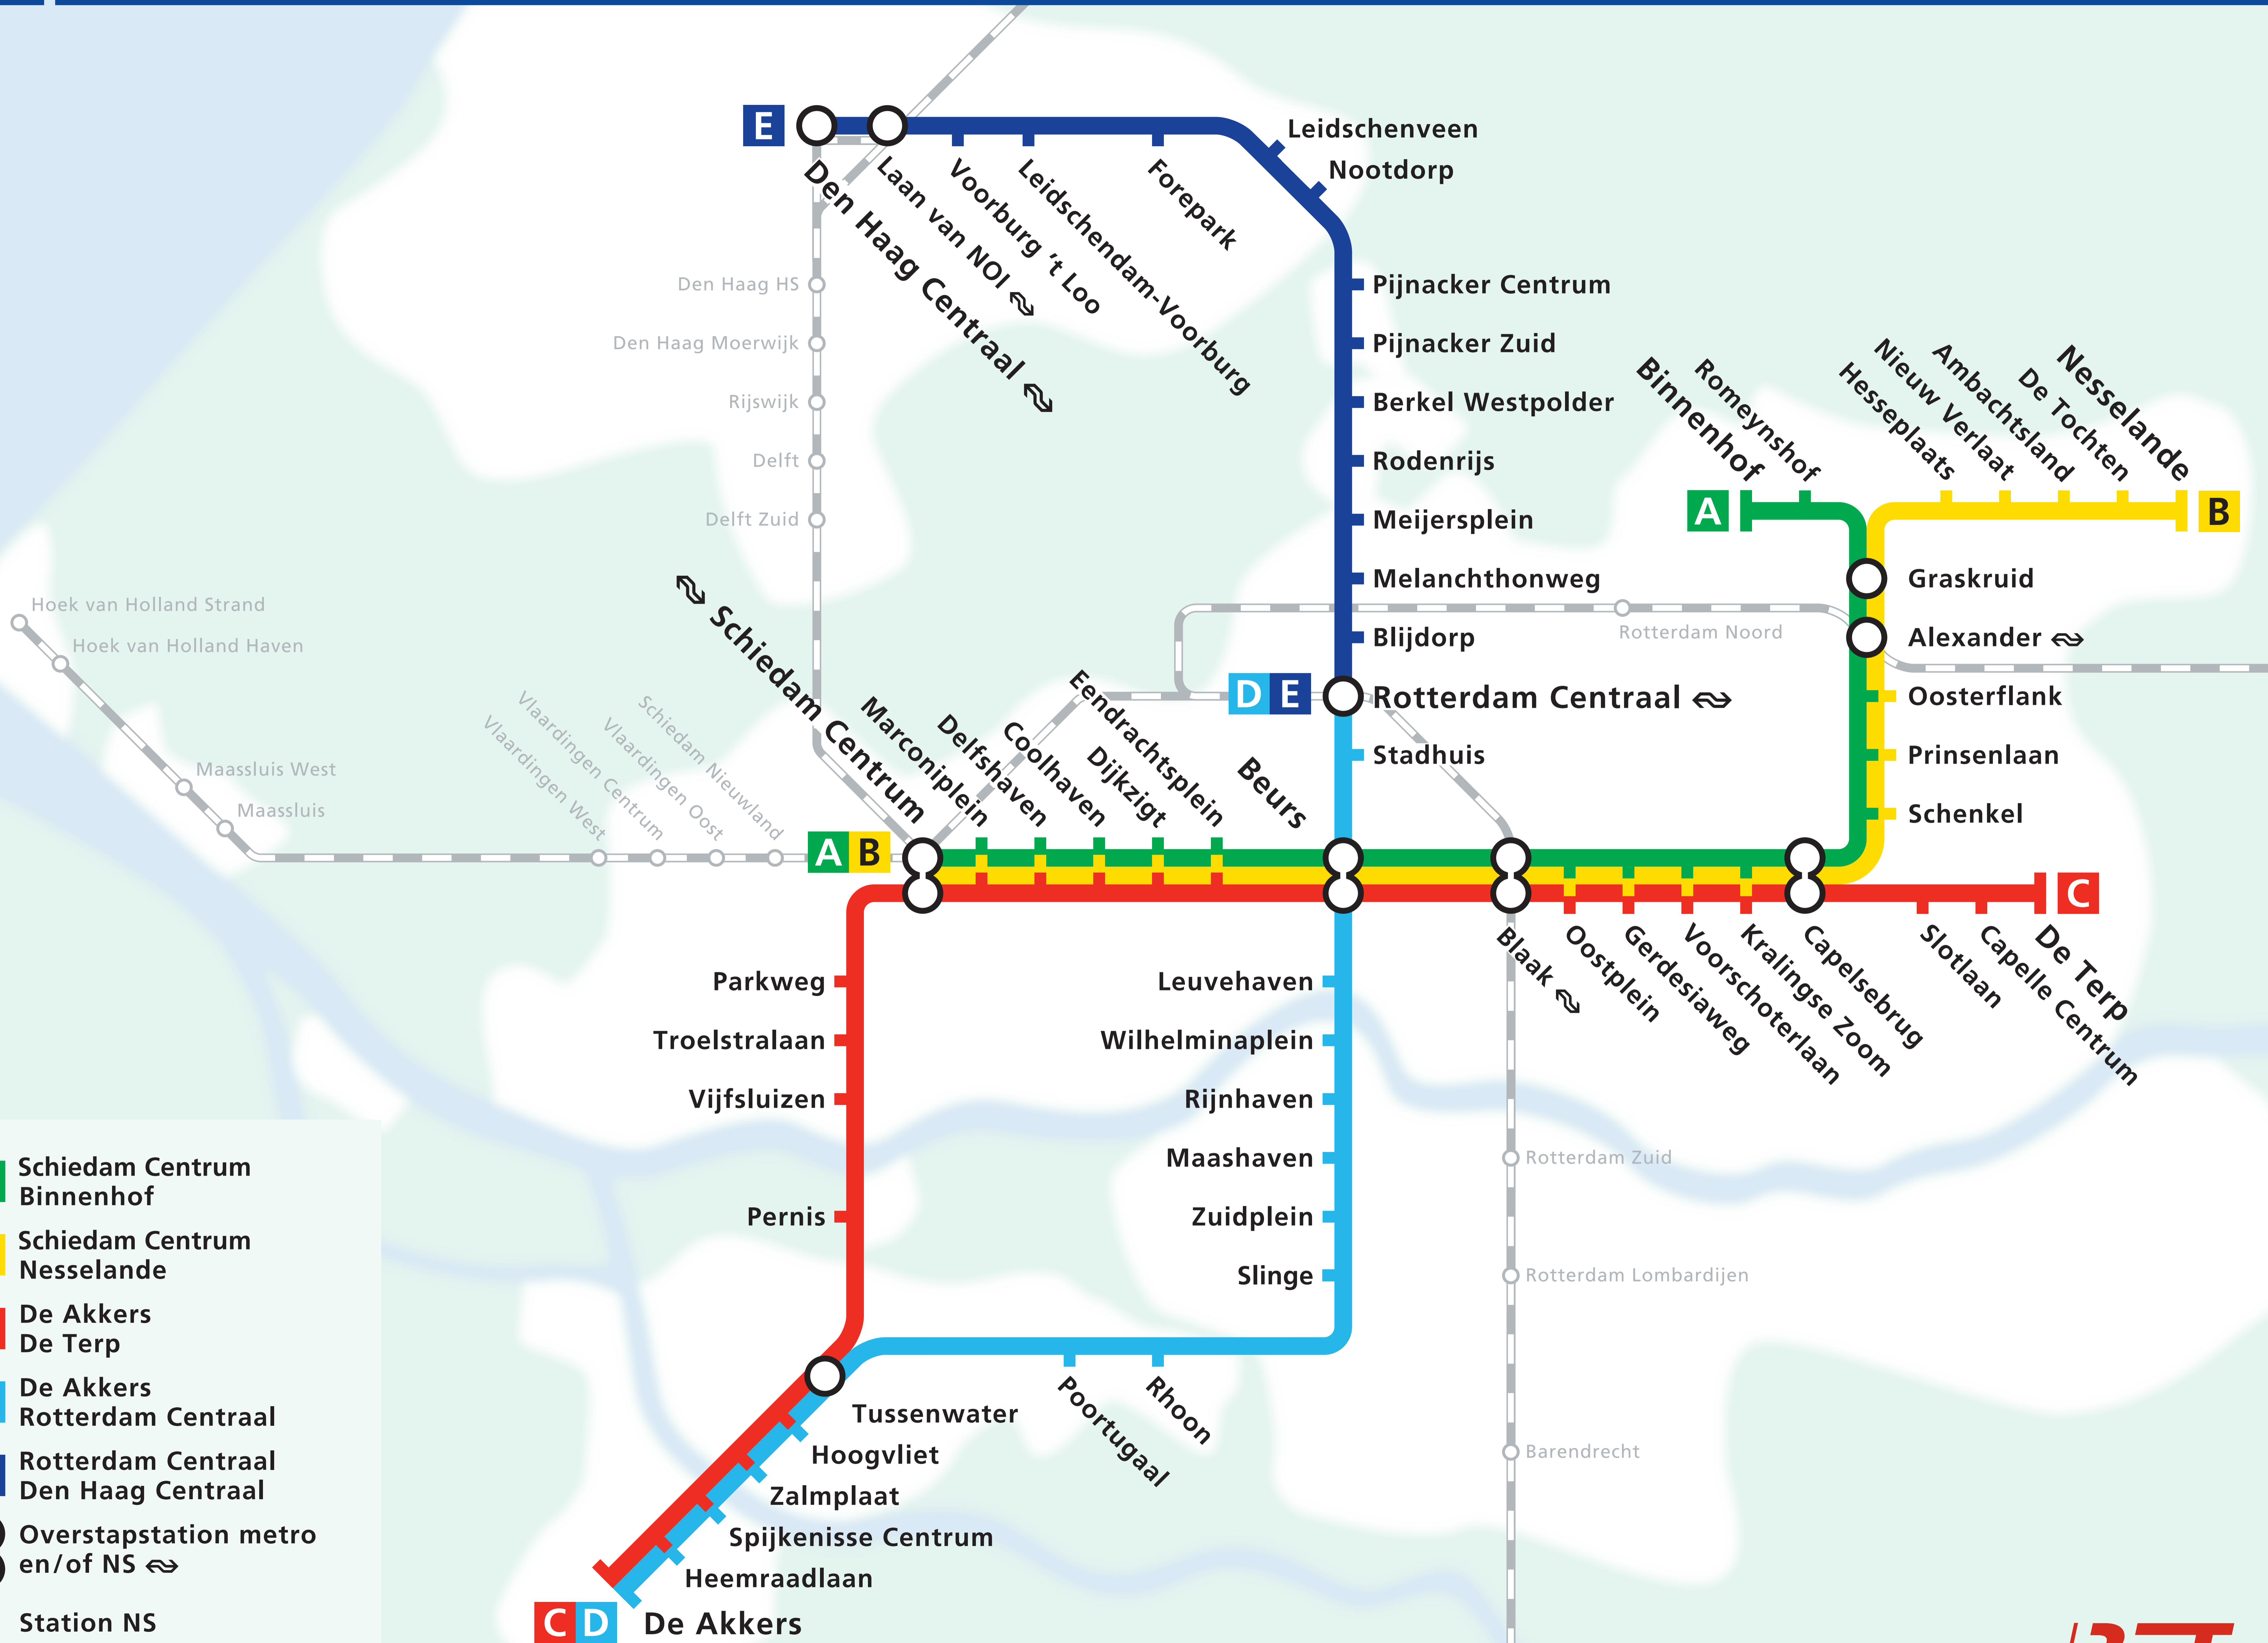 E
Den Haag Centraal
Laan van NOI
Voorburg 't Loo
Leidschendam-Voorburg
Forepark
Leidschenveen
Nootdorp
Pijnacker Centrum
Pijnacker Zuid
Berkel Westpolder
Rodenrijs
Meijersplein
Melanchthonweg
Blijdorp
D E
Rotterdam Centraal
Stadhuis
Den Haag HS
Den Haag Moerwijk
Rijswijk
Delft
Delft Zuid
Hoek van Holland Strand
Hoek van Holland Haven
Maassluis West
Maassluis
Vlaardingen West
Vlaardingen Centrum
Vlaardingen Oost
Schiedam Nieuwland
A B
Schiedam Centrum
Marconiplein
Delfshaven
Coolhaven
Dijkzigt
Eendrachtsplein
Beurs
Rotterdam Noord
A
Binnenhof
Romeynshof
Hesseplaats
Nieuw Verlaat
Ambachtsland
De Tochten
Nesselande
B
Graskruid
Alexander
Oosterflank
Prinsenlaan
Schenkel
C
Blaak
Oostplein
Gerdesiaweg
Voorschoterlaan
Kralingse Zoom
Capelsebrug
Slotlaan
Capelle Centrum
De Terp
Parkweg
Troelstralaan
Vijfsluizen
Pernis
Leuvehaven
Wilhelminaplein
Rijnhaven
Maashaven
Zuidplein
Slinge
Rotterdam Zuid
Rotterdam Lombardijen
Barendrecht
Poortugaal
Rhoon
Tussenwater
Hoogvliet
Zalmplaat
Spijkenisse Centrum
Heemraadlaan
C D
De Akkers
Schiedam Centrum
Binnenhof
Schiedam Centrum
Nesselande
De Akkers
De Terp
De Akkers
Rotterdam Centraal
Rotterdam Centraal
Den Haag Centraal
Overstapstation metro
en/of NS
Station NS